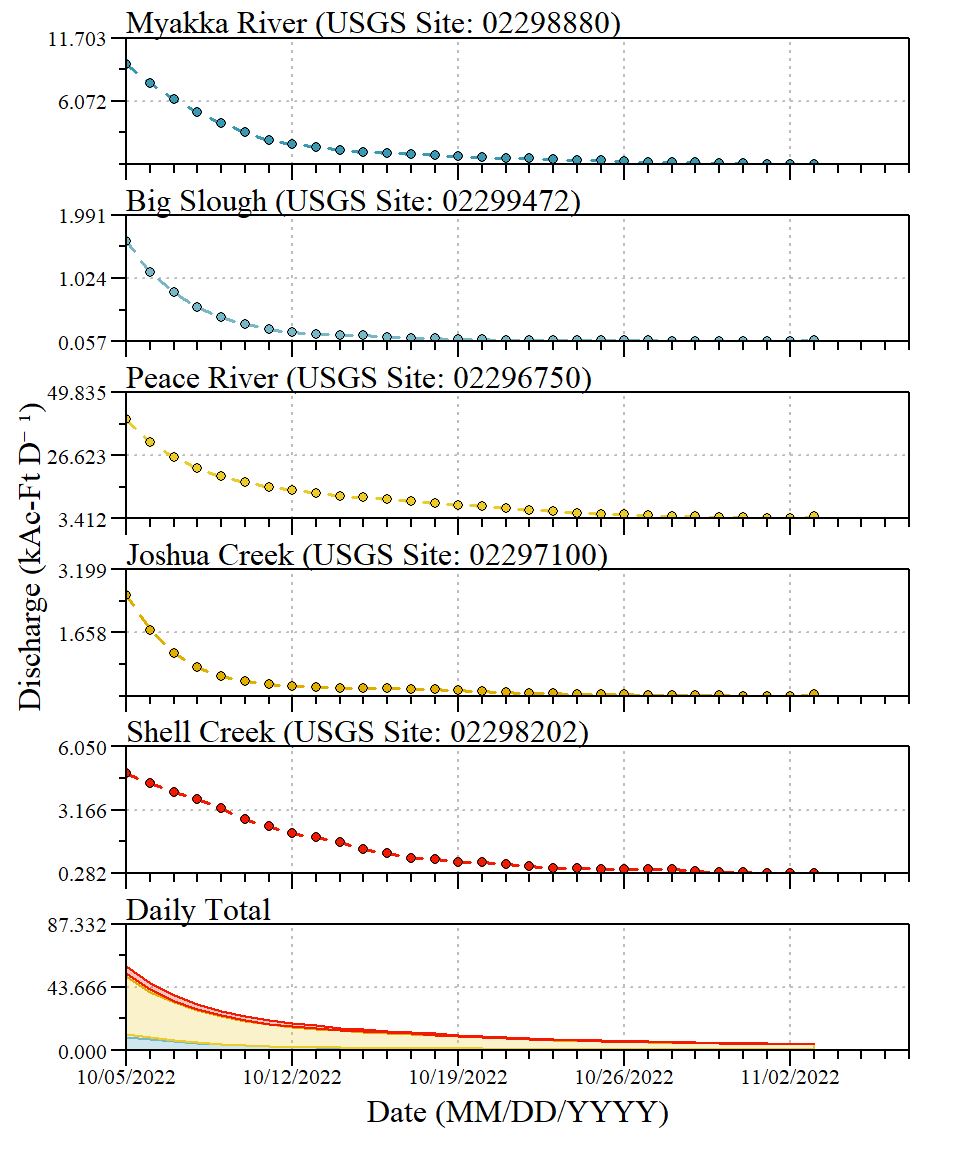 Myakka River (USGS Site: 02298880)
11.703
6.072
Big Slough (USGS Site: 02299472)
1.991
1.024
0.057
Peace River (USGS Site: 02296750)
49.835
26.623
3.412
Joshua Creek (USGS Site: 02297100)
3.199
1.658
Shell Creek (USGS Site: 02298202)
6.050
3.166
0.282
Daily Total
87.332
43.666
0.000
10/05/2022 10/12/2022 10/19/2022 10/26/2022 11/02/2022
Date (MM/DD/YYYY)
Discharge (kAc-Ft D⁻¹)